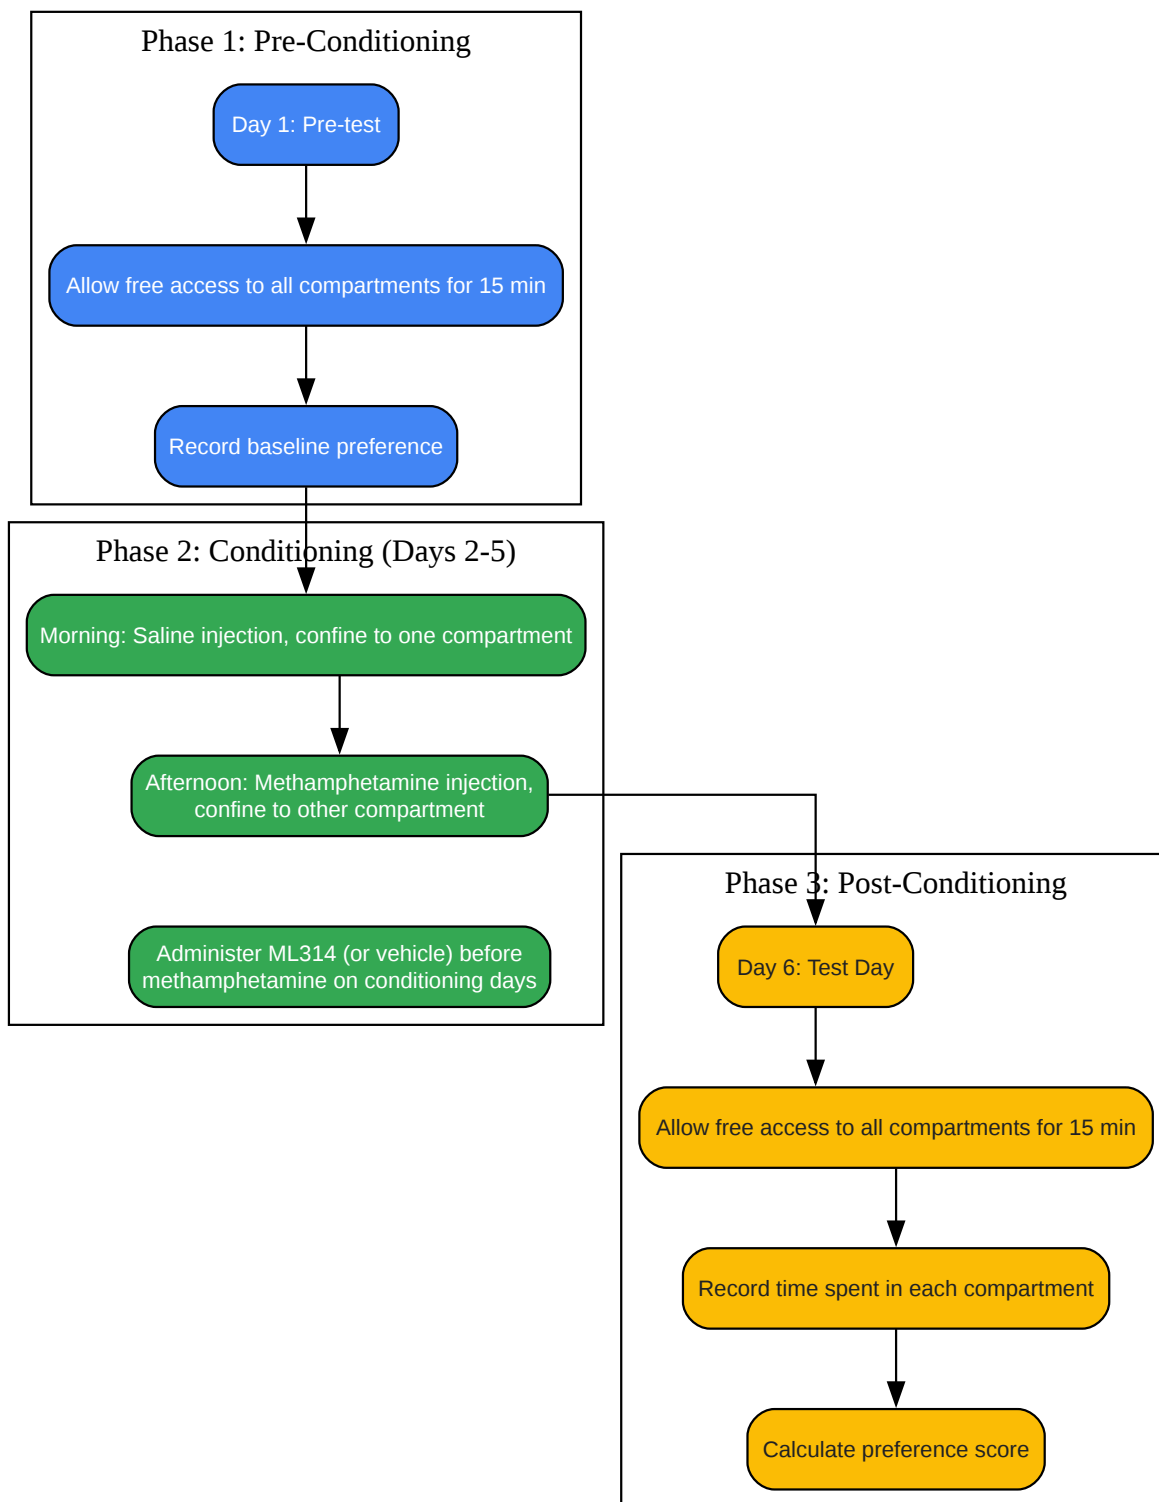 Phase 1: Pre-Conditioning
Day 1: Pre-test
Allow free access to all compartments for 15 min
Record baseline preference
Phase 2: Conditioning (Days 2-5)
Morning: Saline injection, confine to one compartment
Afternoon: Methamphetamine injection,
confine to other compartment
Administer ML314 (or vehicle) before
methamphetamine on conditioning days
Phase 3: Post-Conditioning
Day 6: Test Day
Allow free access to all compartments for 15 min
Record time spent in each compartment
Calculate preference score